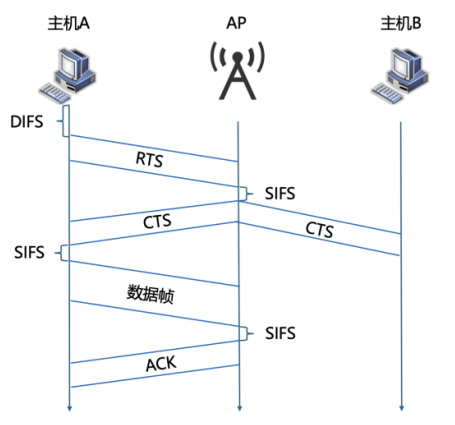 主机A
AP
主机B
DIFS
RTS
SIFS
CTS
CTS
SIFS
数据帧
SIFS
ACK